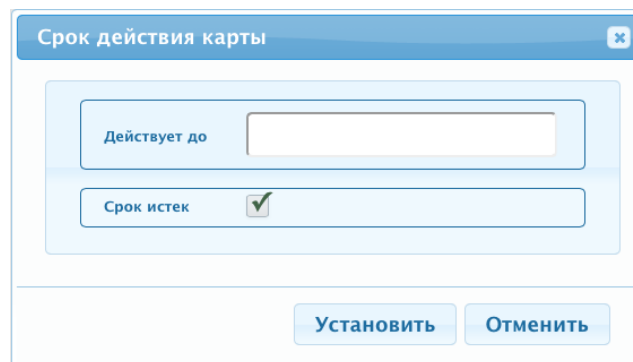 Срок действия карты
Действует до
Срок истек
Установить Отменить